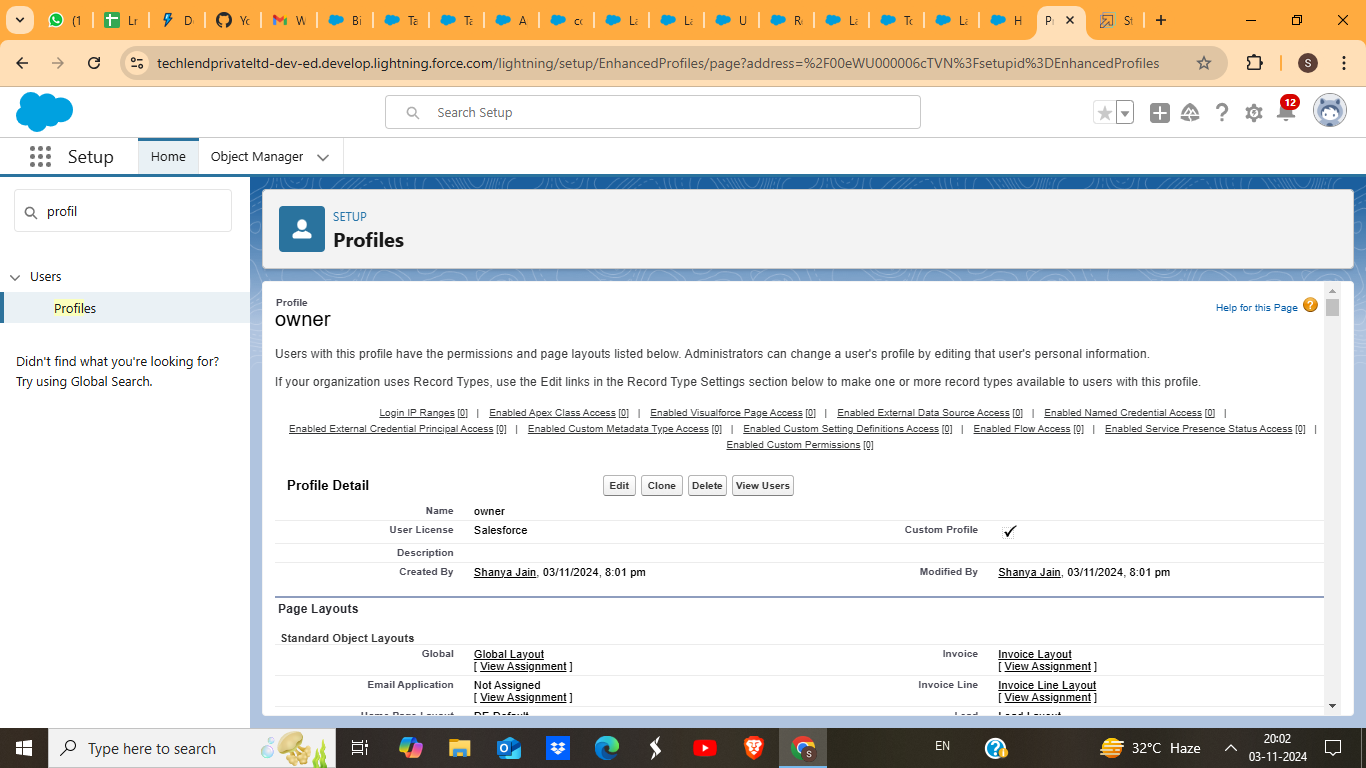 (1
Lr
D
Yo
W
Bi
Ta
Ta
A
co
La
La
U
Re
La
To
La
H
Pr
St
techlendprivateltd-dev-ed.develop.lightning.force.com/lightning/setup/EnhancedProfiles/page?address=%2F00eWU000006cTVN%3Fsetupid%3DEnhancedProfiles
S
Search Setup
12
Setup
Home
Object Manager
profil
Users
Profiles
Didn't find what you're looking for?
Try using Global Search.
SETUP
Profiles
Profile
owner
Help for this Page ?
Users with this profile have the permissions and page layouts listed below. Administrators can change a user's profile by editing that user's personal information.
If your organization uses Record Types, use the Edit links in the Record Type Settings section below to make one or more record types available to users with this profile.
Login IP Ranges [0] | Enabled Apex Class Access [0] | Enabled Visualforce Page Access [0] | Enabled External Data Source Access [0] | Enabled Named Credential Access [0] |
Enabled External Credential Principal Access [0] | Enabled Custom Metadata Type Access [0] | Enabled Custom Setting Definitions Access [0] | Enabled Flow Access [0] | Enabled Service Presence Status Access [0] |
Enabled Custom Permissions [0]
Profile Detail Edit Clone Delete View Users
Name owner
User License Salesforce Custom Profile ✓
Description
Created By Shanya Jain, 03/11/2024, 8:01 pm Modified By Shanya Jain, 03/11/2024, 8:01 pm
Page Layouts
Standard Object Layouts
Global Global Layout Invoice Invoice Layout
[ View Assignment ] [ View Assignment ]
Email Application Not Assigned Invoice Line Invoice Line Layout
[ View Assignment ] [ View Assignment ]
Home Page Layout DE Default Lead Lead Layout
Type here to search
S
EN
32°C Haze
20:02
03-11-2024